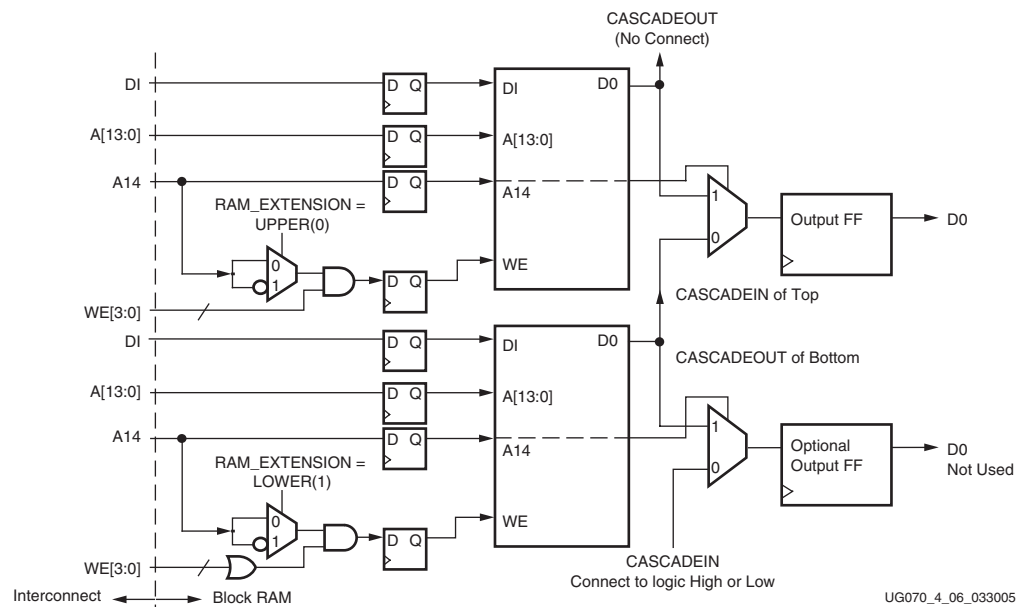 CASCADEOUT
(No Connect)
DI
D Q
DI
D0
A[13:0]
D Q
A[13:0]
A14
D Q
A14
RAM_EXTENSION =
UPPER(0)
1
0
Output FF
D0
0
1
D Q
WE
WE[3:0]
CASCADEIN of Top
DI
D Q
DI
D0
CASCADEOUT of Bottom
A[13:0]
D Q
A[13:0]
A14
D Q
A14
RAM_EXTENSION =
LOWER(1)
1
0
Optional
Output FF
D0
Not Used
0
1
D Q
WE
WE[3:0]
CASCADEIN
Connect to logic High or Low
Interconnect
Block RAM
UG070_4_06_033005